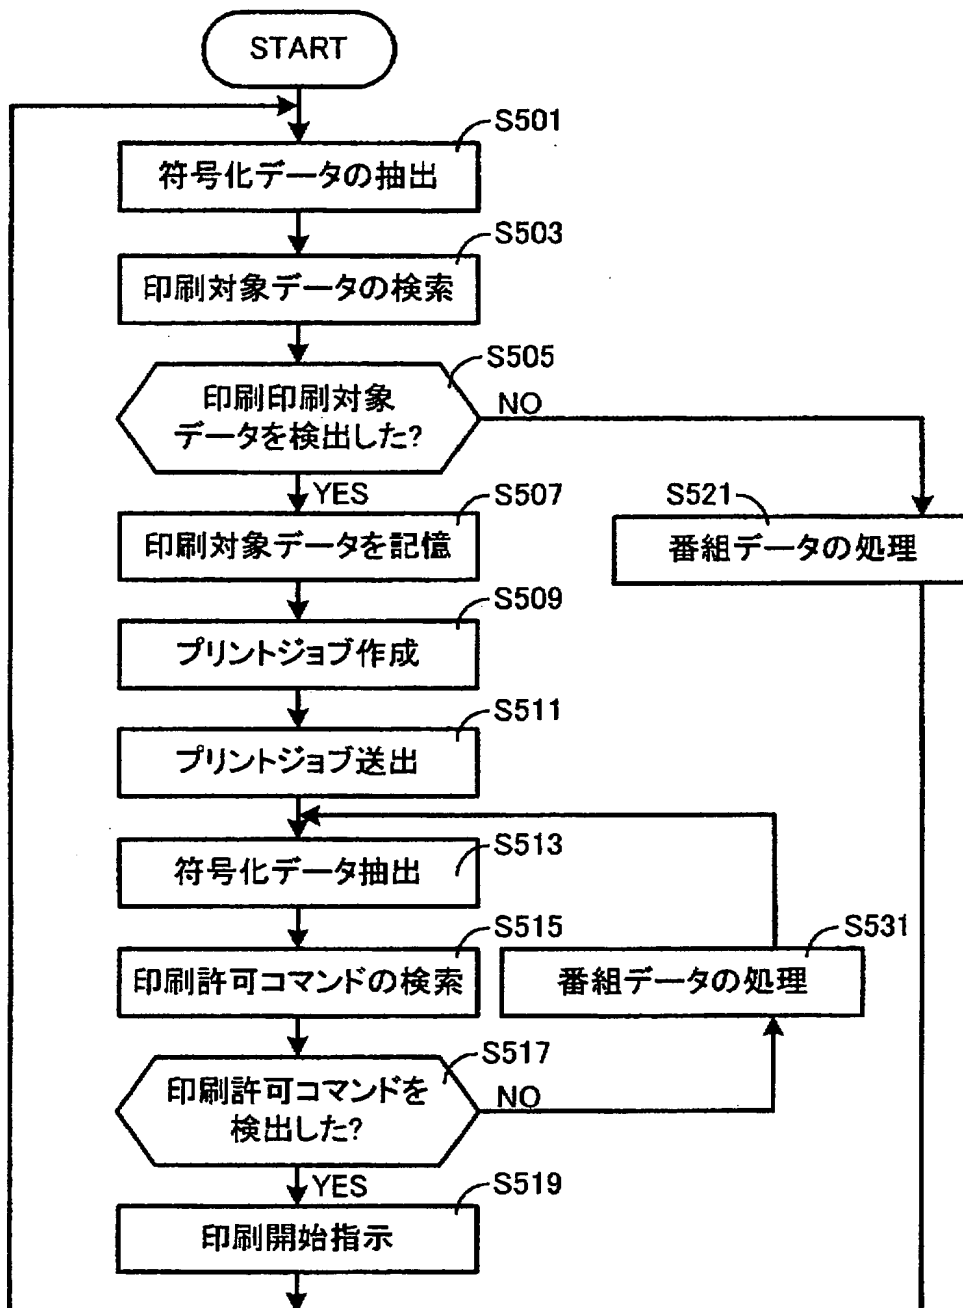 START
S501
符号化データの抽出
S503
印刷対象データの検索
S505
印刷印刷対象
データを検出した?
NO
YES
S507
印刷対象データを記憶
S521
番組データの処理
S509
プリントジョブ作成
S511
プリントジョブ送出
S513
符号化データ抽出
S515
印刷許可コマンドの検索
S531
番組データの処理
S517
印刷許可コマンドを
検出した?
NO
YES
S519
印刷開始指示